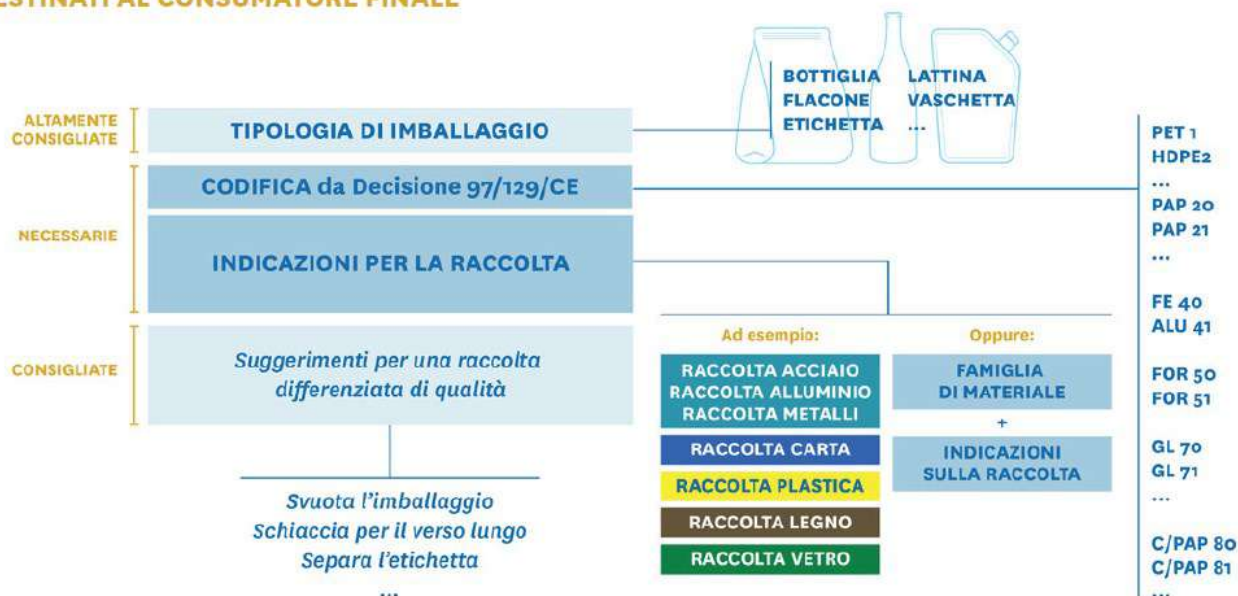 ESTINATI AL CONSUMATORE FINALE
BOTTIGLIA LATTINA
FLACONE VASCHETTA
ETICHETTA ...
ALTAMENTE
CONSIGLIATE
TIPOLOGIA DI IMBALLAGGIO
NECESSARIE
CODIFICA da Decisione 97/129/CE
INDICAZIONI PER LA RACCOLTA
CONSIGLIATE
Suggerimenti per una raccolta
differenziata di qualità
Svuota l'imballaggio
Schiaccia per il verso lungo
Separa l'etichetta
...
Ad esempio:
RACCOLTA ACCIAIO
RACCOLTA ALLUMINIO
RACCOLTA METALLI
RACCOLTA CARTA
RACCOLTA PLASTICA
RACCOLTA LEGNO
RACCOLTA VETRO
Oppure:
FAMIGLIA
DI MATERIALE
+
INDICAZIONI
SULLA RACCOLTA
PET 1
HDPE2
...
PAP 20
PAP 21
...
FE 40
ALU 41
FOR 50
FOR 51
GL 70
GL 71
...
C/PAP 80
C/PAP 81
...